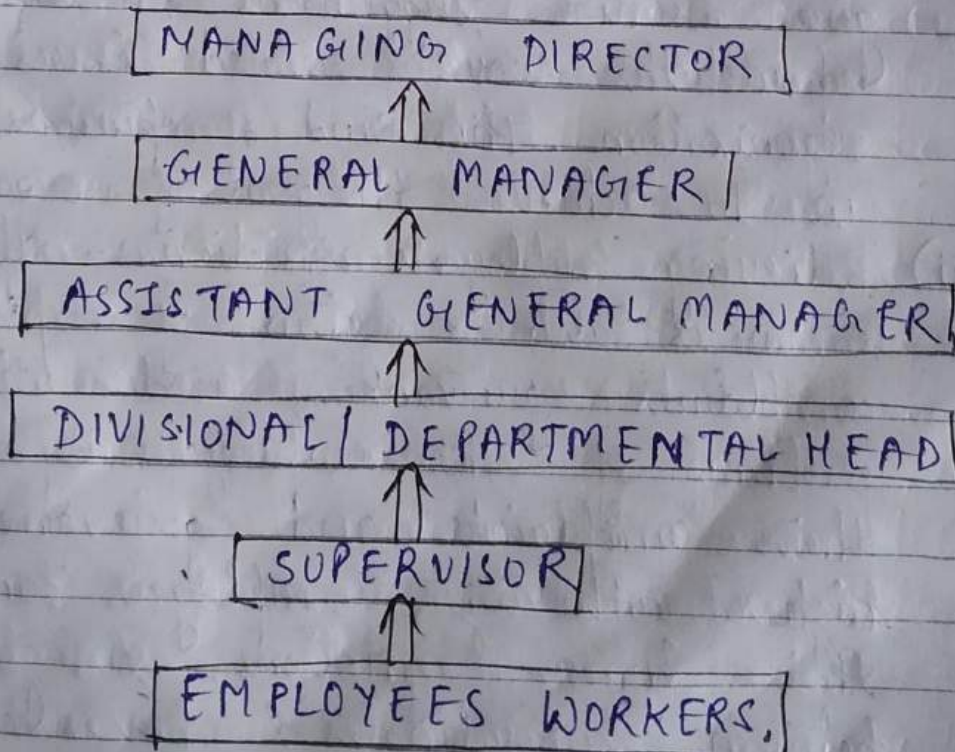 MANAGING DIRECTOR
GENERAL MANAGER
ASSISTANT GENERAL MANAGER
DIVISIONAL/ DEPARTMENTAL HEAD
SUPERVISOR
EMPLOYEES WORKERS.